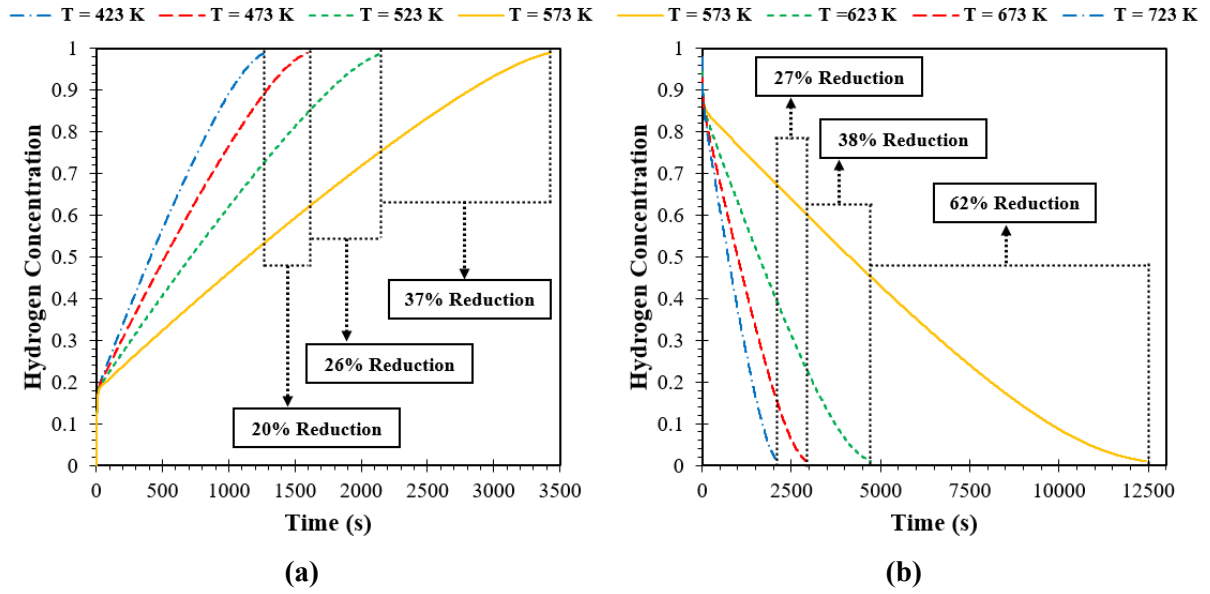 T = 423 K T = 473 K T = 523 K T = 573 K
Hydrogen Concentration
1
0.9
0.8
0.7
0.6
0.5
0.4
0.3
0.2
0.1
0
37% Reduction
26% Reduction
20% Reduction
0 500 1000 1500 2000 2500 3000 3500
Time (s)
(a)
T = 573 K T =623 K T = 673 K T = 723 K
Hydrogen Concentration
1
0.9
0.8
0.7
0.6
0.5
0.4
0.3
0.2
0.1
0
27% Reduction
38% Reduction
62% Reduction
0 2500 5000 7500 10000 12500
Time (s)
(b)